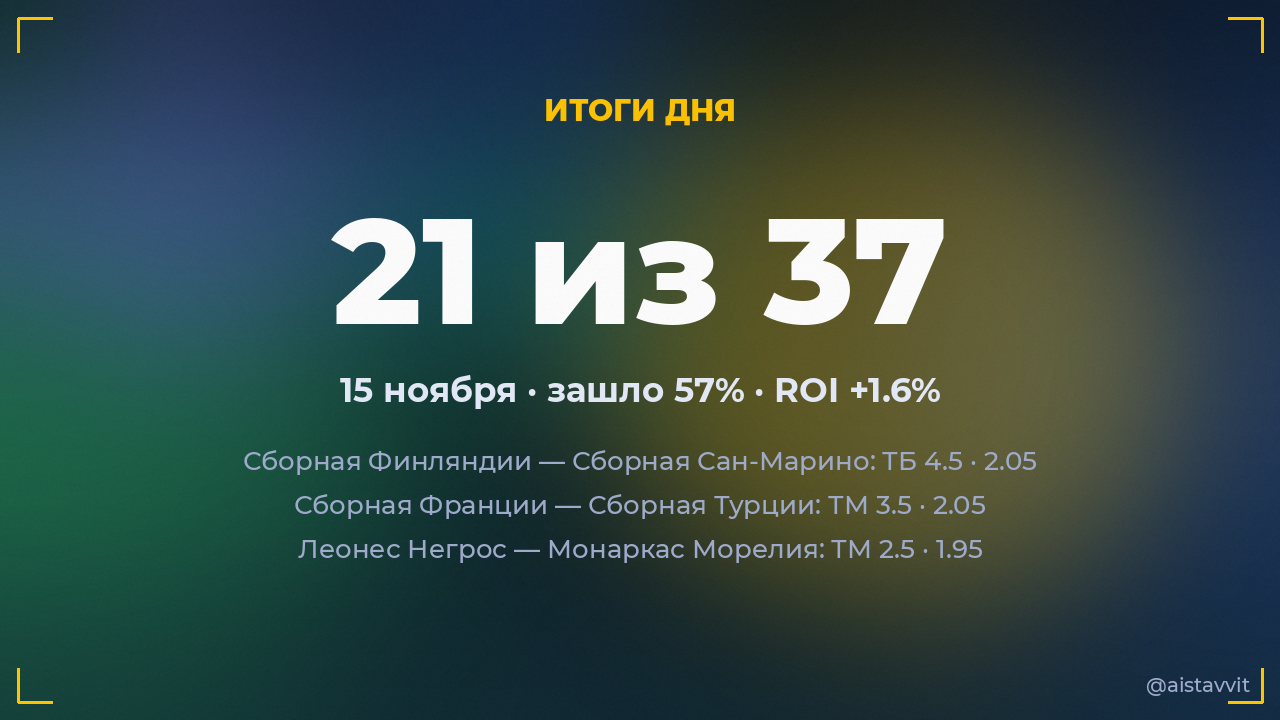 ИТОГИ ДНЯ
21 из 37
15 ноября · зашло 57% · ROI +1.6%
Сборная Финляндии — Сборная Сан-Марино: ТБ 4.5 · 2.05
Сборная Франции — Сборная Турции: ТМ 3.5 · 2.05
Леонес Негрос — Монаркас Морелия: ТМ 2.5 · 1.95
@aistavvit